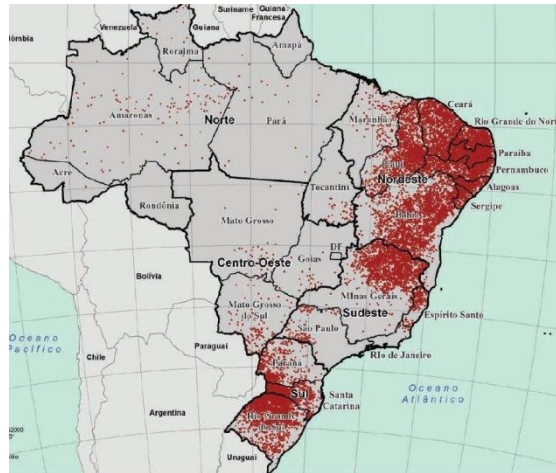 Suriname
Guiana
Francesa
Venezuela
Guiana
Roraima
Amapá
Amazonas
Norte
Pará
Maranhão
Ceará
Rio Grande do Nort
Paraíba
Pernambuco
Alagoas
Sergipe
Piauí
Nordeste
Acre
Rondônia
Tocantins
Bahia
Mato Grosso
DF
Centro-Oeste
Goias
Bolívia
Minas Gerais
Mato Grosso
do Sul
Sudeste
Espírito Santo
São Paulo
Rio de Janeiro
Oceano
Pacífico
Paraguai
Chile
Paraná
Oceano
Atlântico
Sul
Santa
Catarina
Argentina
Rio Grande
do Sul
Uruguai